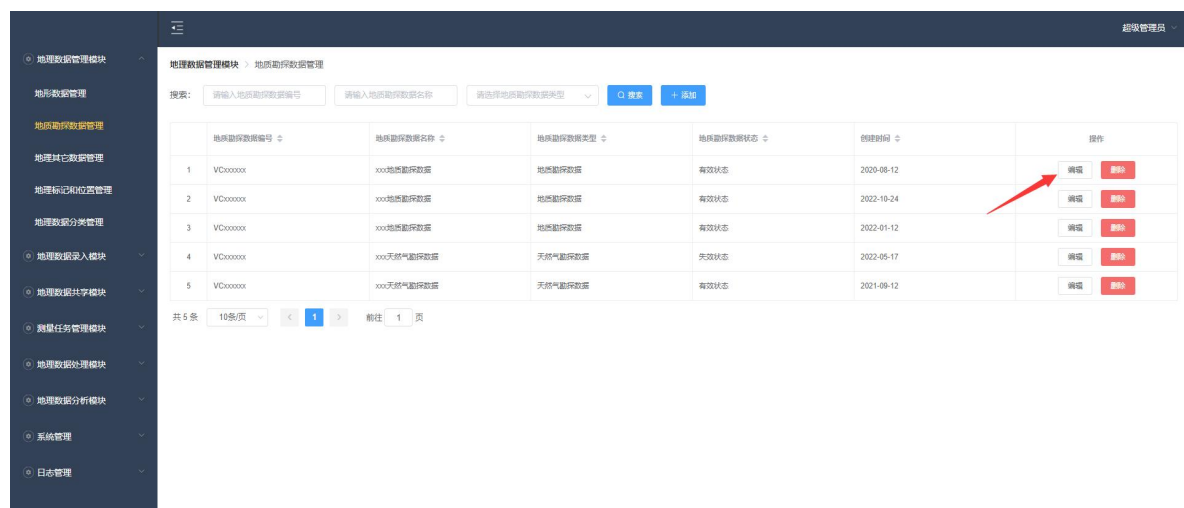 超级管理员
地理数据管理模块
地形数据管理
地质勘探数据管理
地理其它数据管理
地理标记和位置管理
地理数据分类管理
地理数据录入模块
地理数据共享模块
测量任务管理模块
地理数据处理模块
地理数据分析模块
系统管理
日志管理
地理数据管理模块 > 地质勘探数据管理
搜索: 请输入地质勘探数据编号 请输入地质勘探数据名称 请选择地质勘探数据类型 搜索 + 添加
地质勘探数据编号 地质勘探数据名称 地质勘探数据类型 地质勘探数据状态 创建时间 操作
1 VCxxxxxx xxx地质勘探数据 地质勘探数据 有效状态 2020-08-12 编辑 删除
2 VCxxxxxx xxx地质勘探数据 地质勘探数据 有效状态 2022-10-24 编辑 删除
3 VCxxxxxx xxx地质勘探数据 地质勘探数据 有效状态 2022-01-12 编辑 删除
4 VCxxxxxx xxx天然气勘探数据 天然气勘探数据 失效状态 2022-05-17 编辑 删除
5 VCxxxxxx xxx天然气勘探数据 天然气勘探数据 有效状态 2021-09-12 编辑 删除
共 5 条 10条/页 < 1 > 前往 1 页